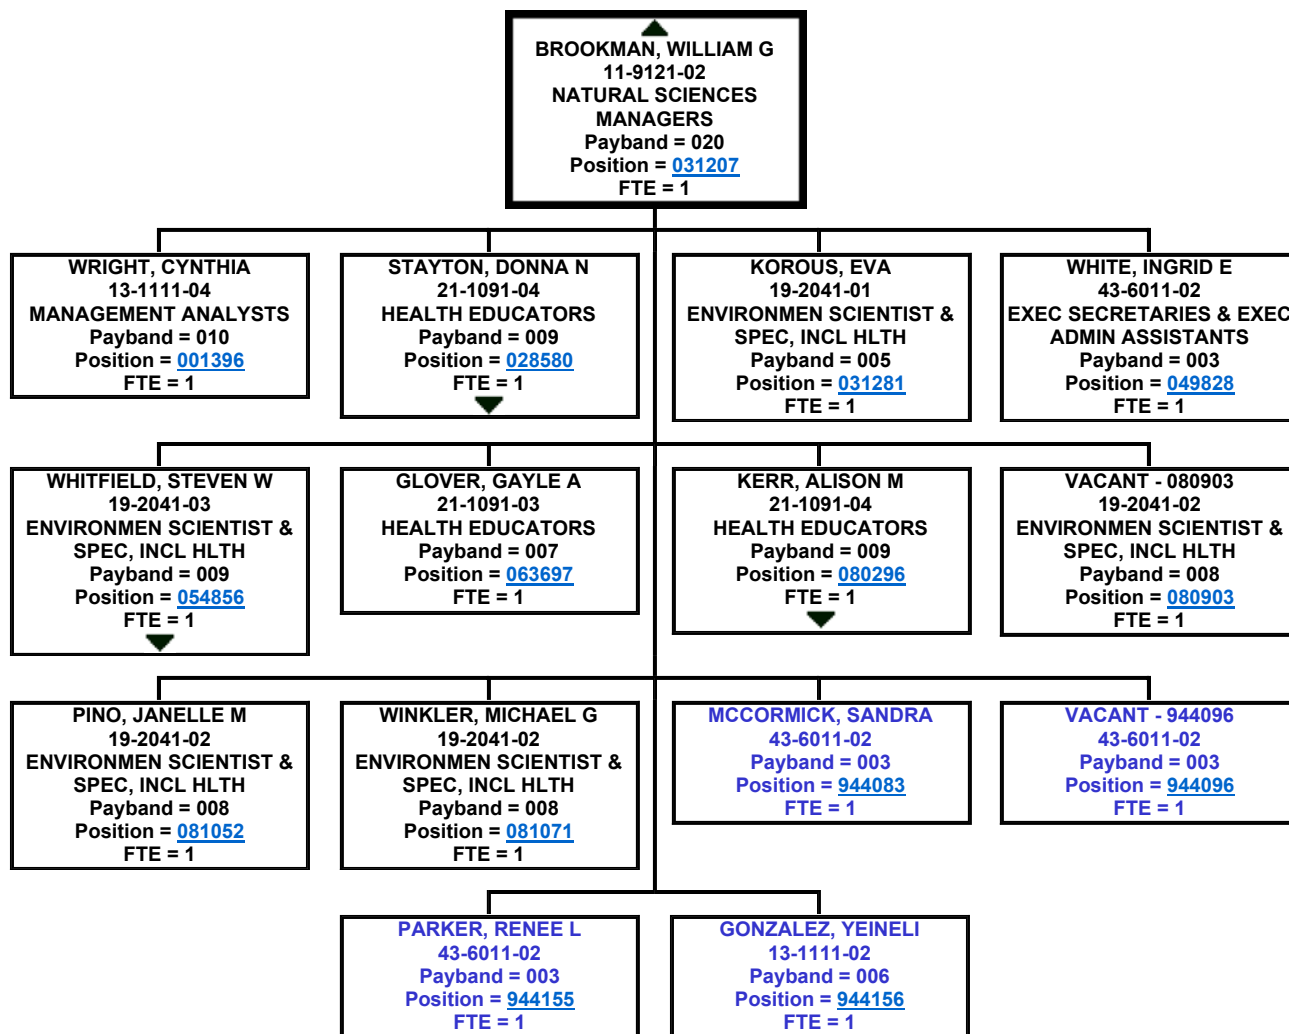 BROOKMAN, WILLIAM G
11-9121-02
NATURAL SCIENCES
MANAGERS
Payband = 020
Position = 031207
FTE = 1
WRIGHT, CYNTHIA
13-1111-04
MANAGEMENT ANALYSTS
Payband = 010
Position = 001396
FTE = 1
STAYTON, DONNA N
21-1091-04
HEALTH EDUCATORS
Payband = 009
Position = 028580
FTE = 1
KOROUS, EVA
19-2041-01
ENVIRONMEN SCIENTIST &
SPEC, INCL HLTH
Payband = 005
Position = 031281
FTE = 1
WHITE, INGRID E
43-6011-02
EXEC SECRETARIES & EXEC
ADMIN ASSISTANTS
Payband = 003
Position = 049828
FTE = 1
WHITFIELD, STEVEN W
19-2041-03
ENVIRONMEN SCIENTIST &
SPEC, INCL HLTH
Payband = 009
Position = 054856
FTE = 1
GLOVER, GAYLE A
21-1091-03
HEALTH EDUCATORS
Payband = 007
Position = 063697
FTE = 1
KERR, ALISON M
21-1091-04
HEALTH EDUCATORS
Payband = 009
Position = 080296
FTE = 1
VACANT - 080903
19-2041-02
ENVIRONMEN SCIENTIST &
SPEC, INCL HLTH
Payband = 008
Position = 080903
FTE = 1
PINO, JANELLE M
19-2041-02
ENVIRONMEN SCIENTIST &
SPEC, INCL HLTH
Payband = 008
Position = 081052
FTE = 1
WINKLER, MICHAEL G
19-2041-02
ENVIRONMEN SCIENTIST &
SPEC, INCL HLTH
Payband = 008
Position = 081071
FTE = 1
MCCORMICK, SANDRA
43-6011-02
Payband = 003
Position = 944083
FTE = 1
VACANT - 944096
43-6011-02
Payband = 003
Position = 944096
FTE = 1
PARKER, RENEE L
43-6011-02
Payband = 003
Position = 944155
FTE = 1
GONZALEZ, YEINELI
13-1111-02
Payband = 006
Position = 944156
FTE = 1